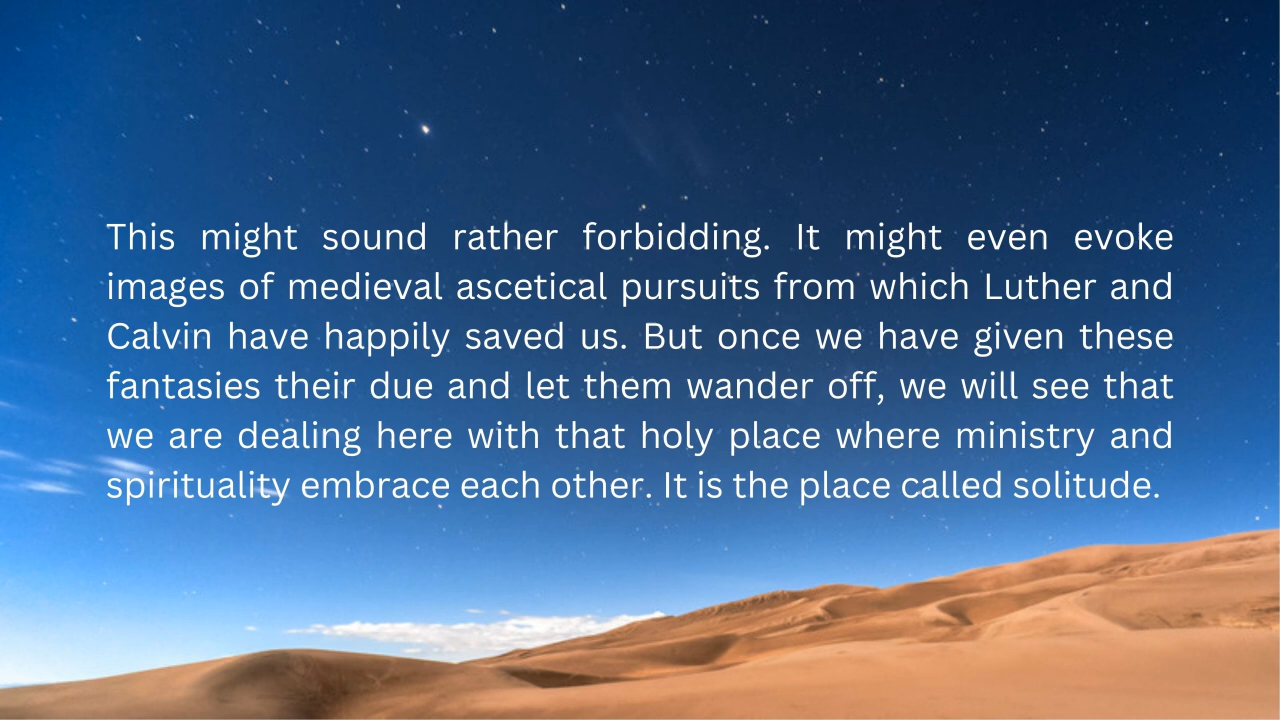 This might sound rather forbidding. It might even evoke
images of medieval ascetical pursuits from which Luther and
Calvin have happily saved us. But once we have given these
fantasies their due and let them wander off, we will see that
we are dealing here with that holy place where ministry and
spirituality embrace each other. It is the place called solitude.